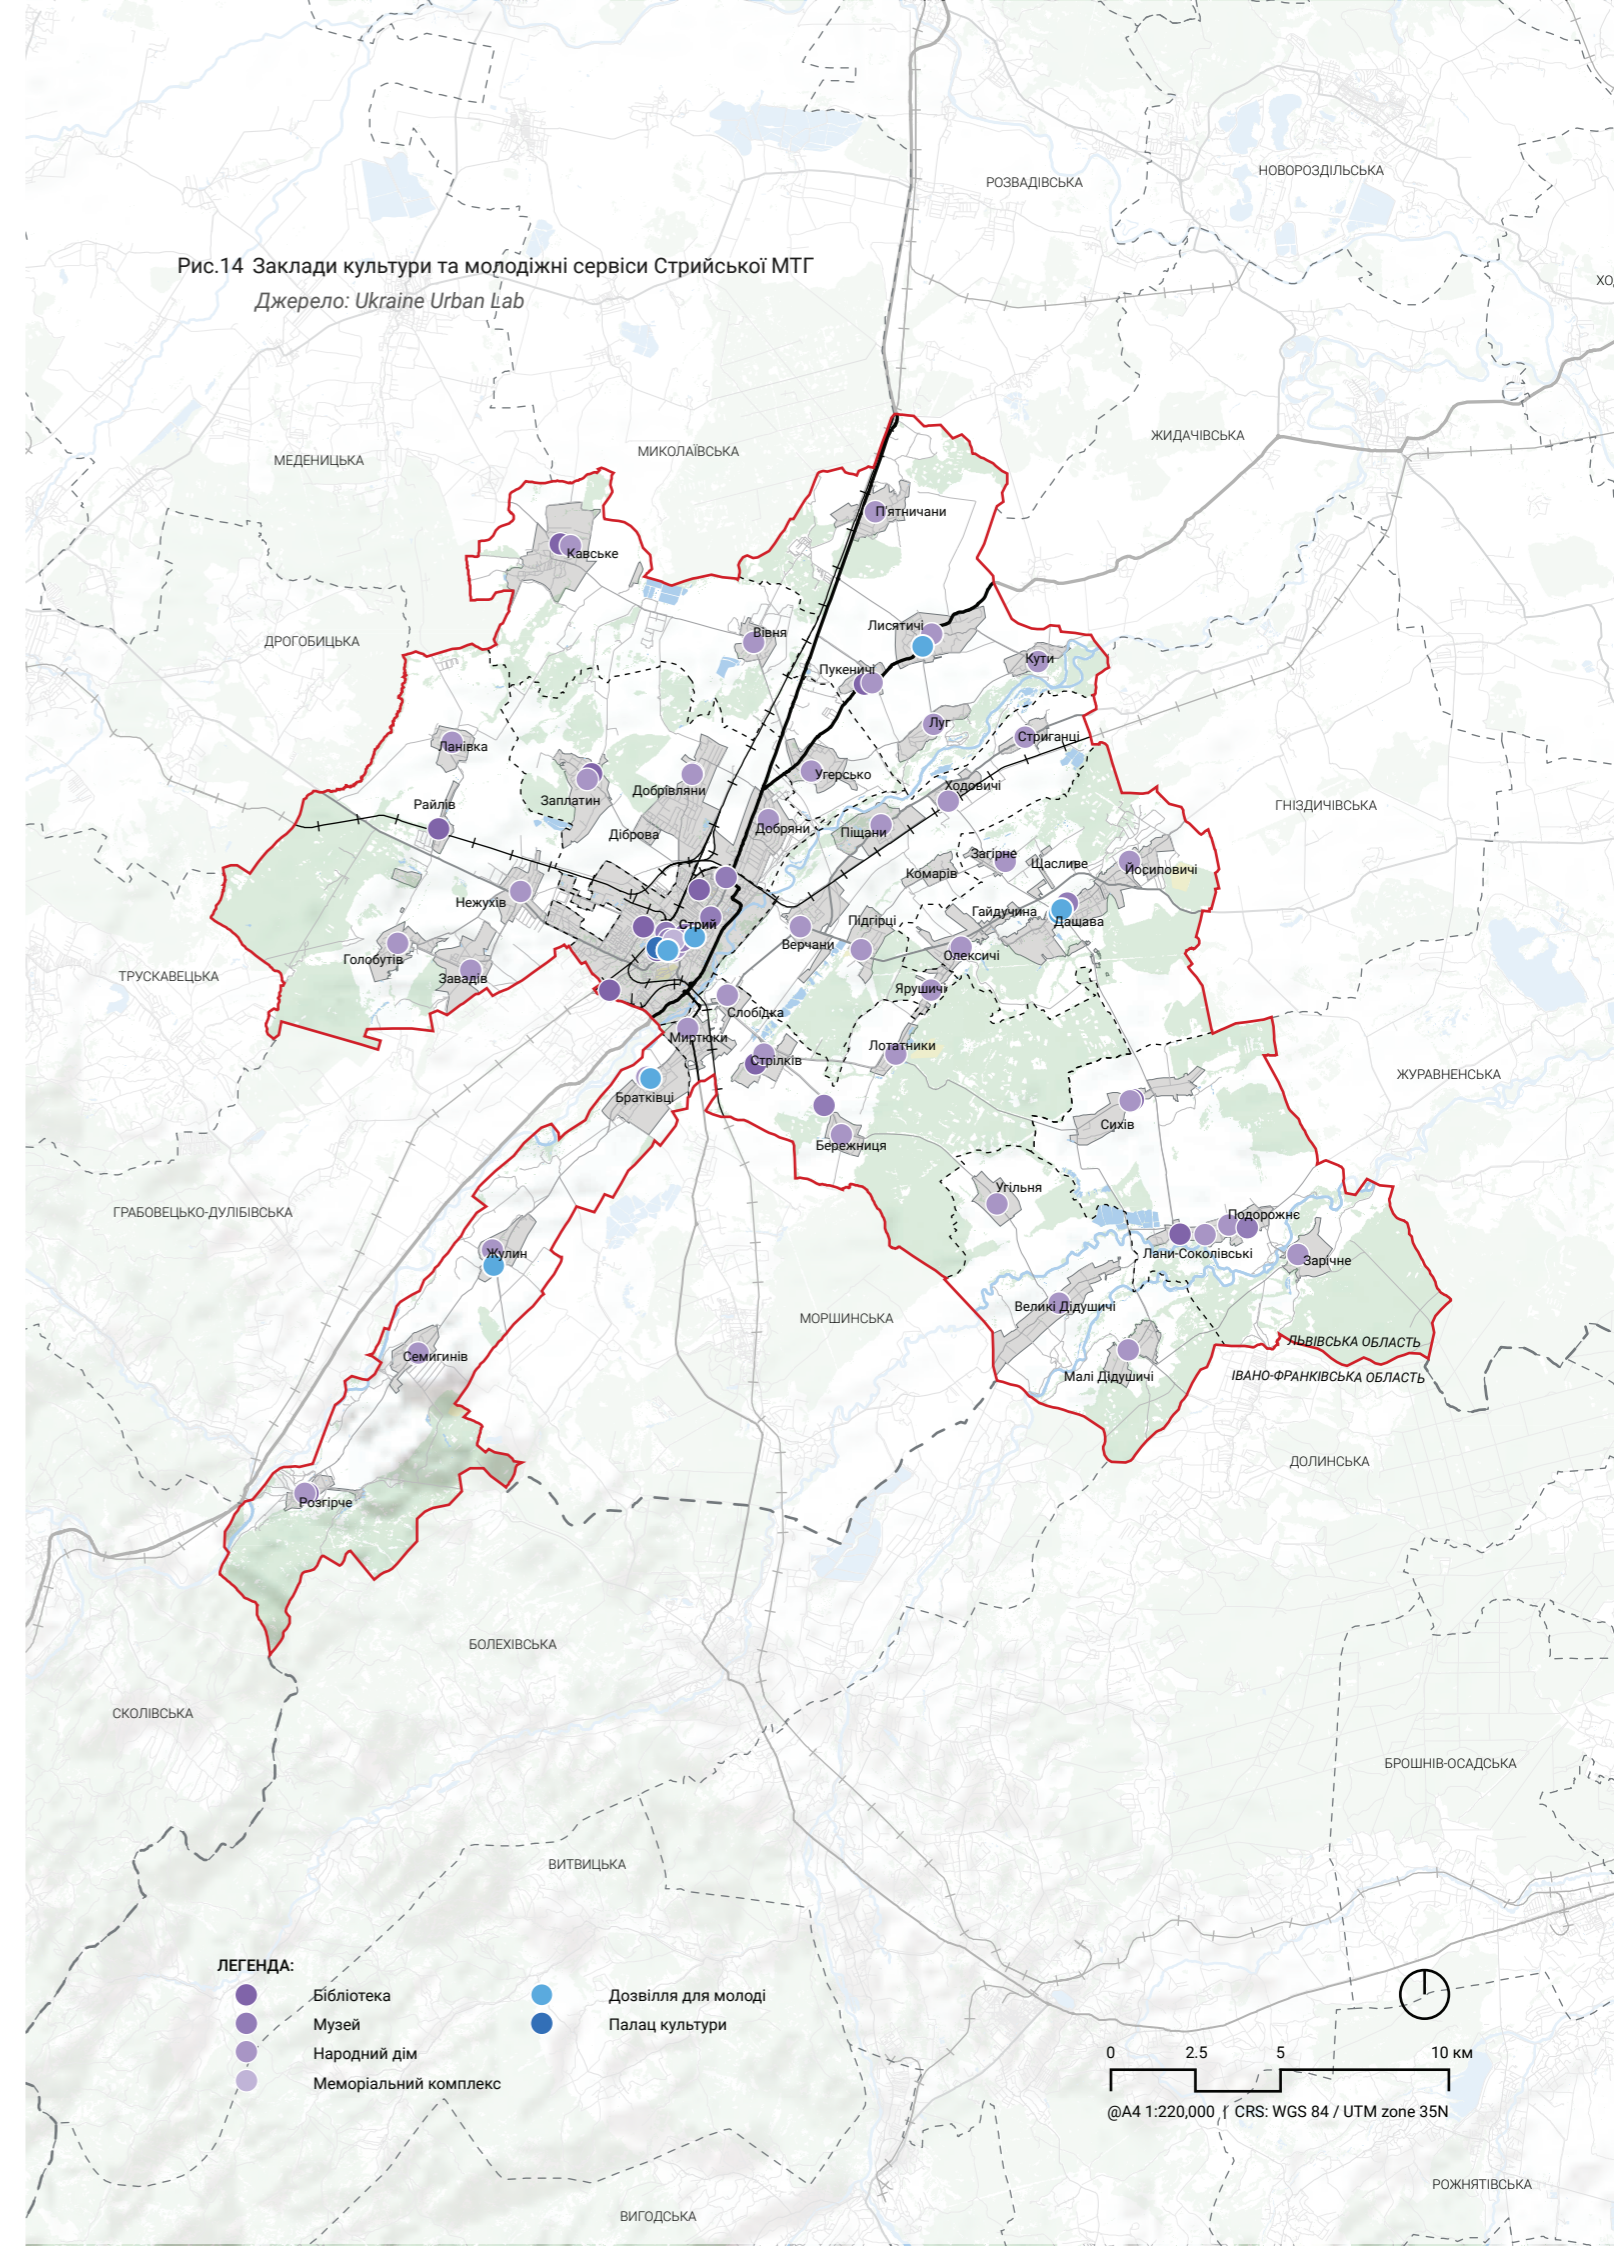 РОЗВАДІВСЬКА
НОВОРОЗДІЛЬСЬКА
Рис.14 Заклади культури та молодіжні сервіси Стрийської МТГ
Джерело: Ukraine Urban Lab
МЕДЕНИЦЬКА
МИКОЛАЇВСЬКА
ЖИДАЧІВСЬКА
П'ятничани
Кавське
ДРОГОБИЦЬКА
Вівня
Лисятичі
Кути
Пукеничі
Луг
Стриганці
Ланівка
Угерсько
Заплатин
Добрівляни
Ходовичі
Райлів
Діброва
Добряни
Піщани
ГНІЗДИЧІВСЬКА
Загірне
Щасливе
Йосиповичі
Комарів
Нежухів
Стрий
Підгірці
Гайдучина
Дашава
Верчани
Олексичі
Голобутів
Завадів
ТРУСКАВЕЦЬКА
Ярушичі
Слобідка
Миртюки
Стрілків
Лотатники
ЖУРАВНЕНСЬКА
Братківці
Сихів
Бережниця
Угільня
ГРАБОВЕЦЬКО-ДУЛІБІВСЬКА
Подорожнє
Жулин
Лани-Соколівські
Зарічне
Великі Дідушичі
МОРШИНСЬКА
ЛЬВІВСЬКА ОБЛАСТЬ
Семигинів
Малі Дідушичі
ІВАНО-ФРАНКІВСЬКА ОБЛАСТЬ
ДОЛИНСЬКА
Розгірче
БОЛЕХІВСЬКА
СКОЛІВСЬКА
БРОШНІВ-ОСАДСЬКА
ВИТВИЦЬКА
ЛЕГЕНДА:
Бібліотека
Музей
Народний дім
Меморіальний комплекс
Дозвілля для молоді
Палац культури
0 2.5 5 10 км
@A4 1:220,000 | CRS: WGS 84 / UTM zone 35N
РОЖНЯТІВСЬКА
ВИГОДСЬКА